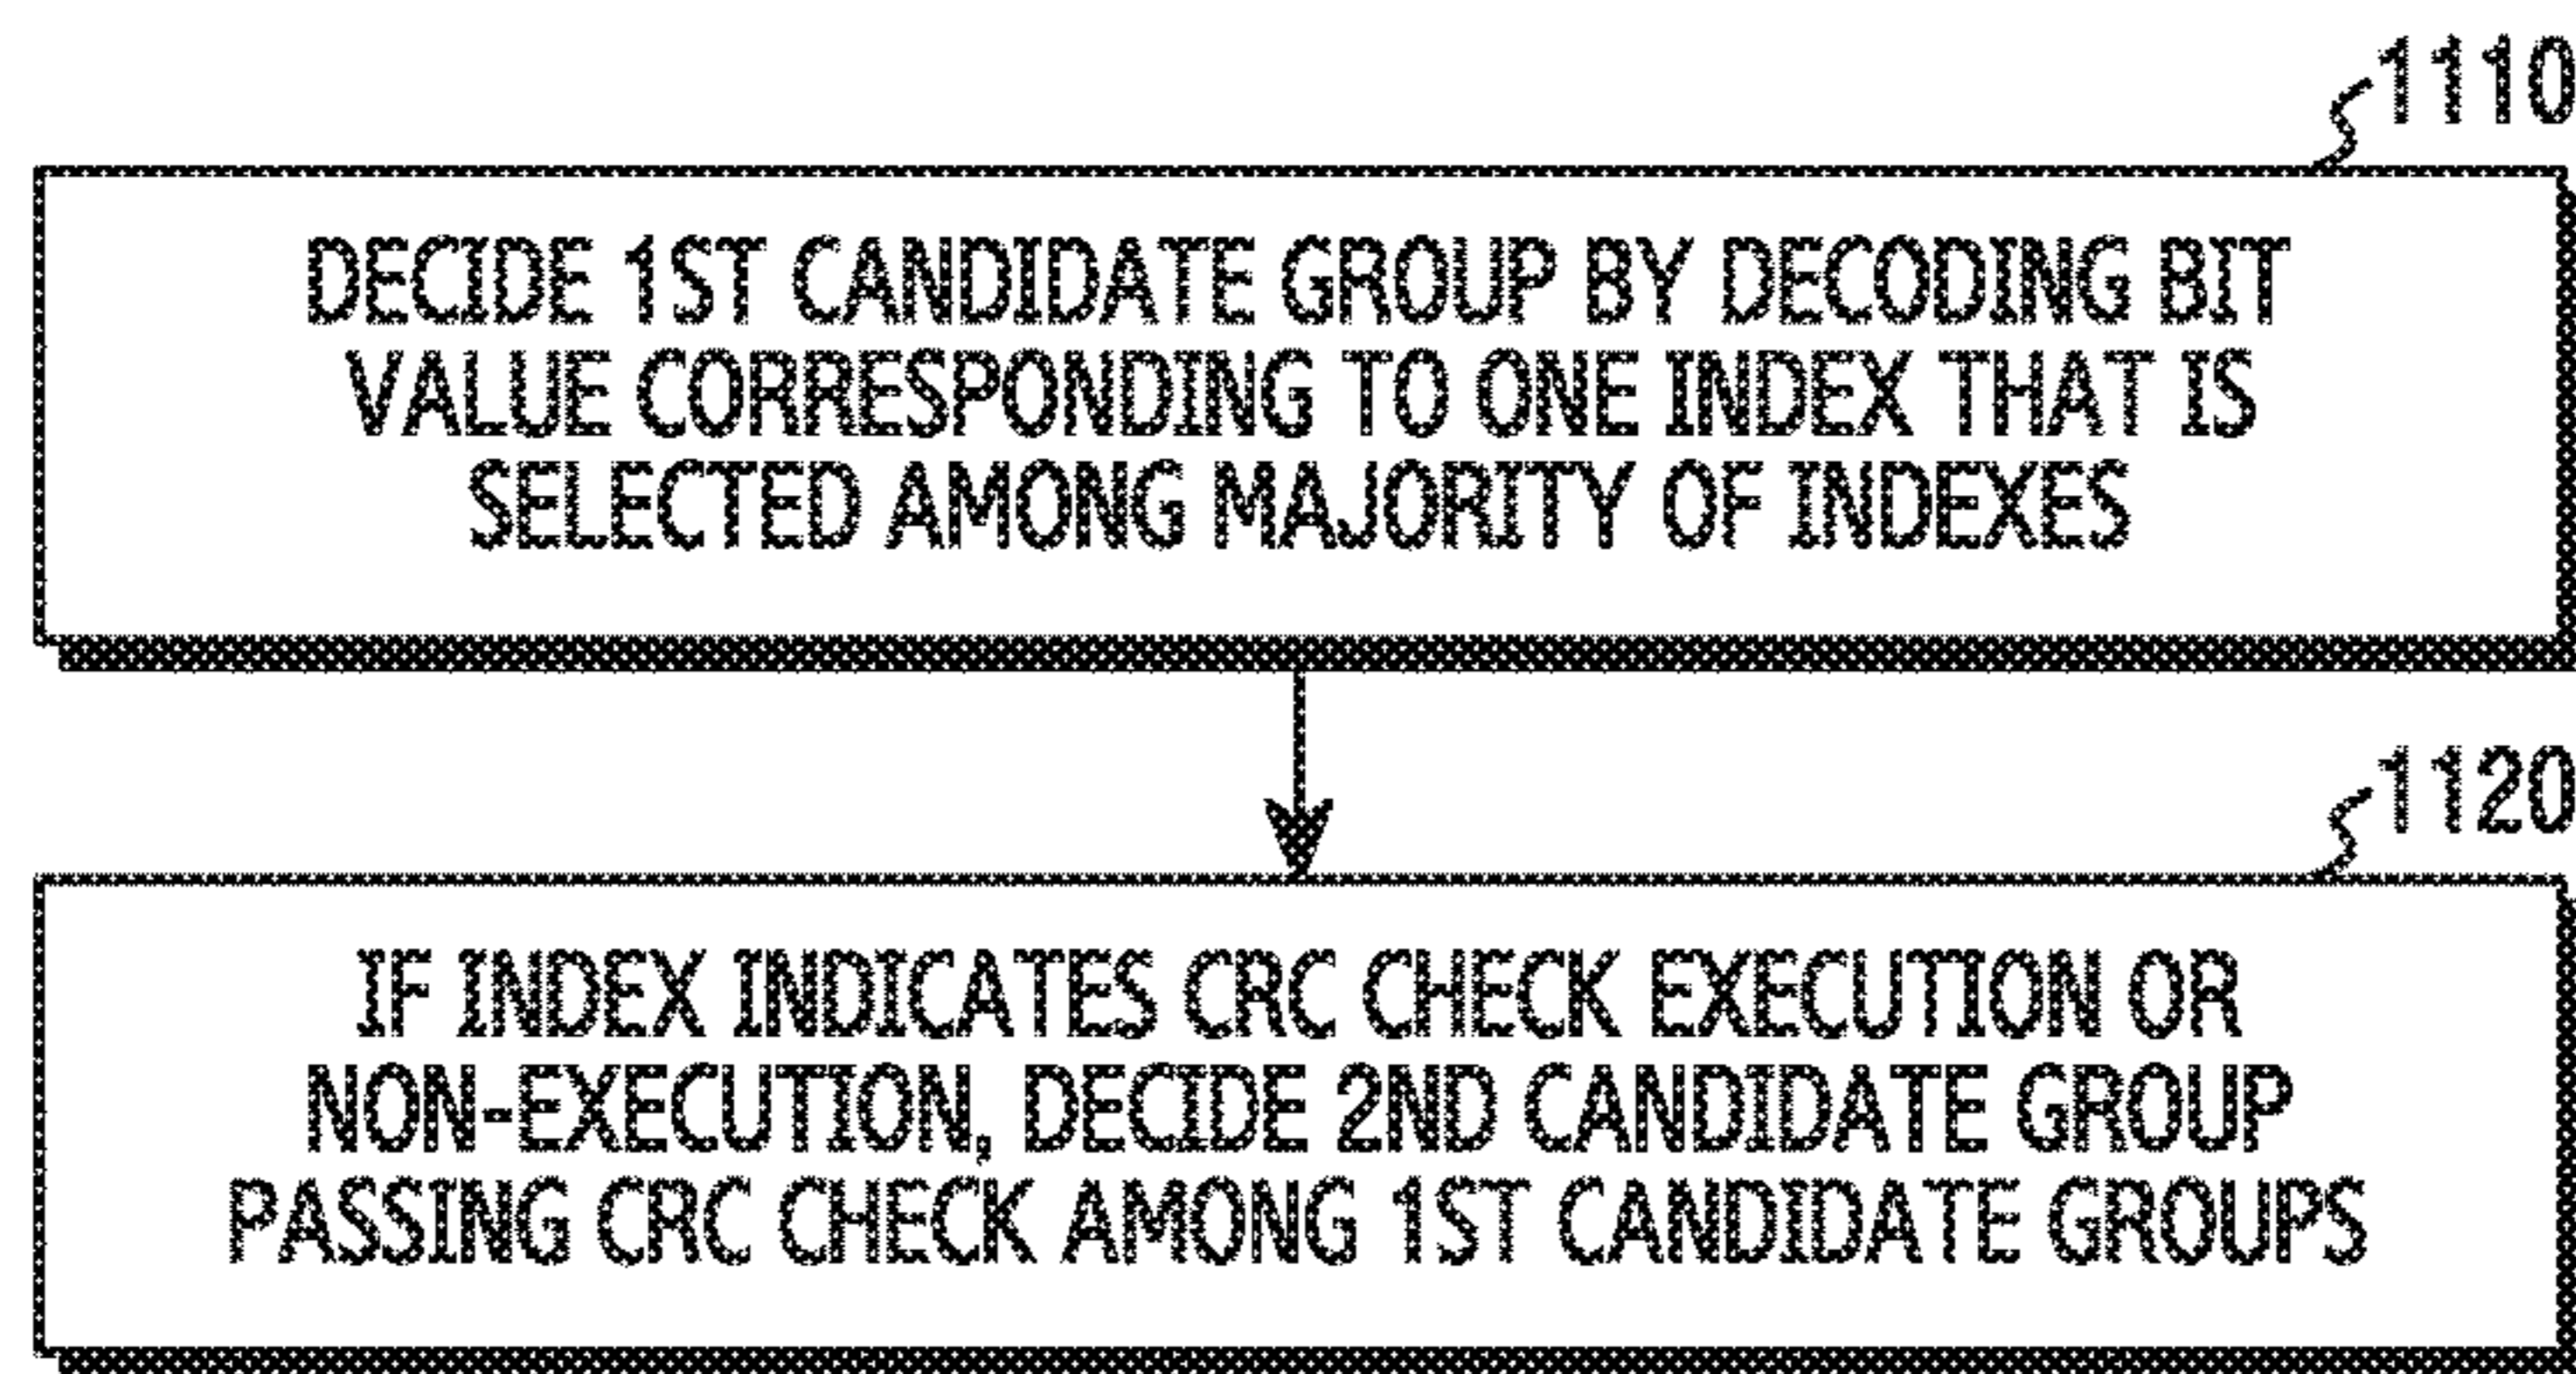 1110
DECIDE 1ST CANDIDATE GROUP BY DECODING BIT
VALUE CORRESPONDING TO ONE INDEX THAT IS
SELECTED AMONG MAJORITY OF INDEXES
1120
IF INDEX INDICATES CRC CHECK EXECUTION OR
NON-EXECUTION, DECIDE 2ND CANDIDATE GROUP
PASSING CRC CHECK AMONG 1ST CANDIDATE GROUPS